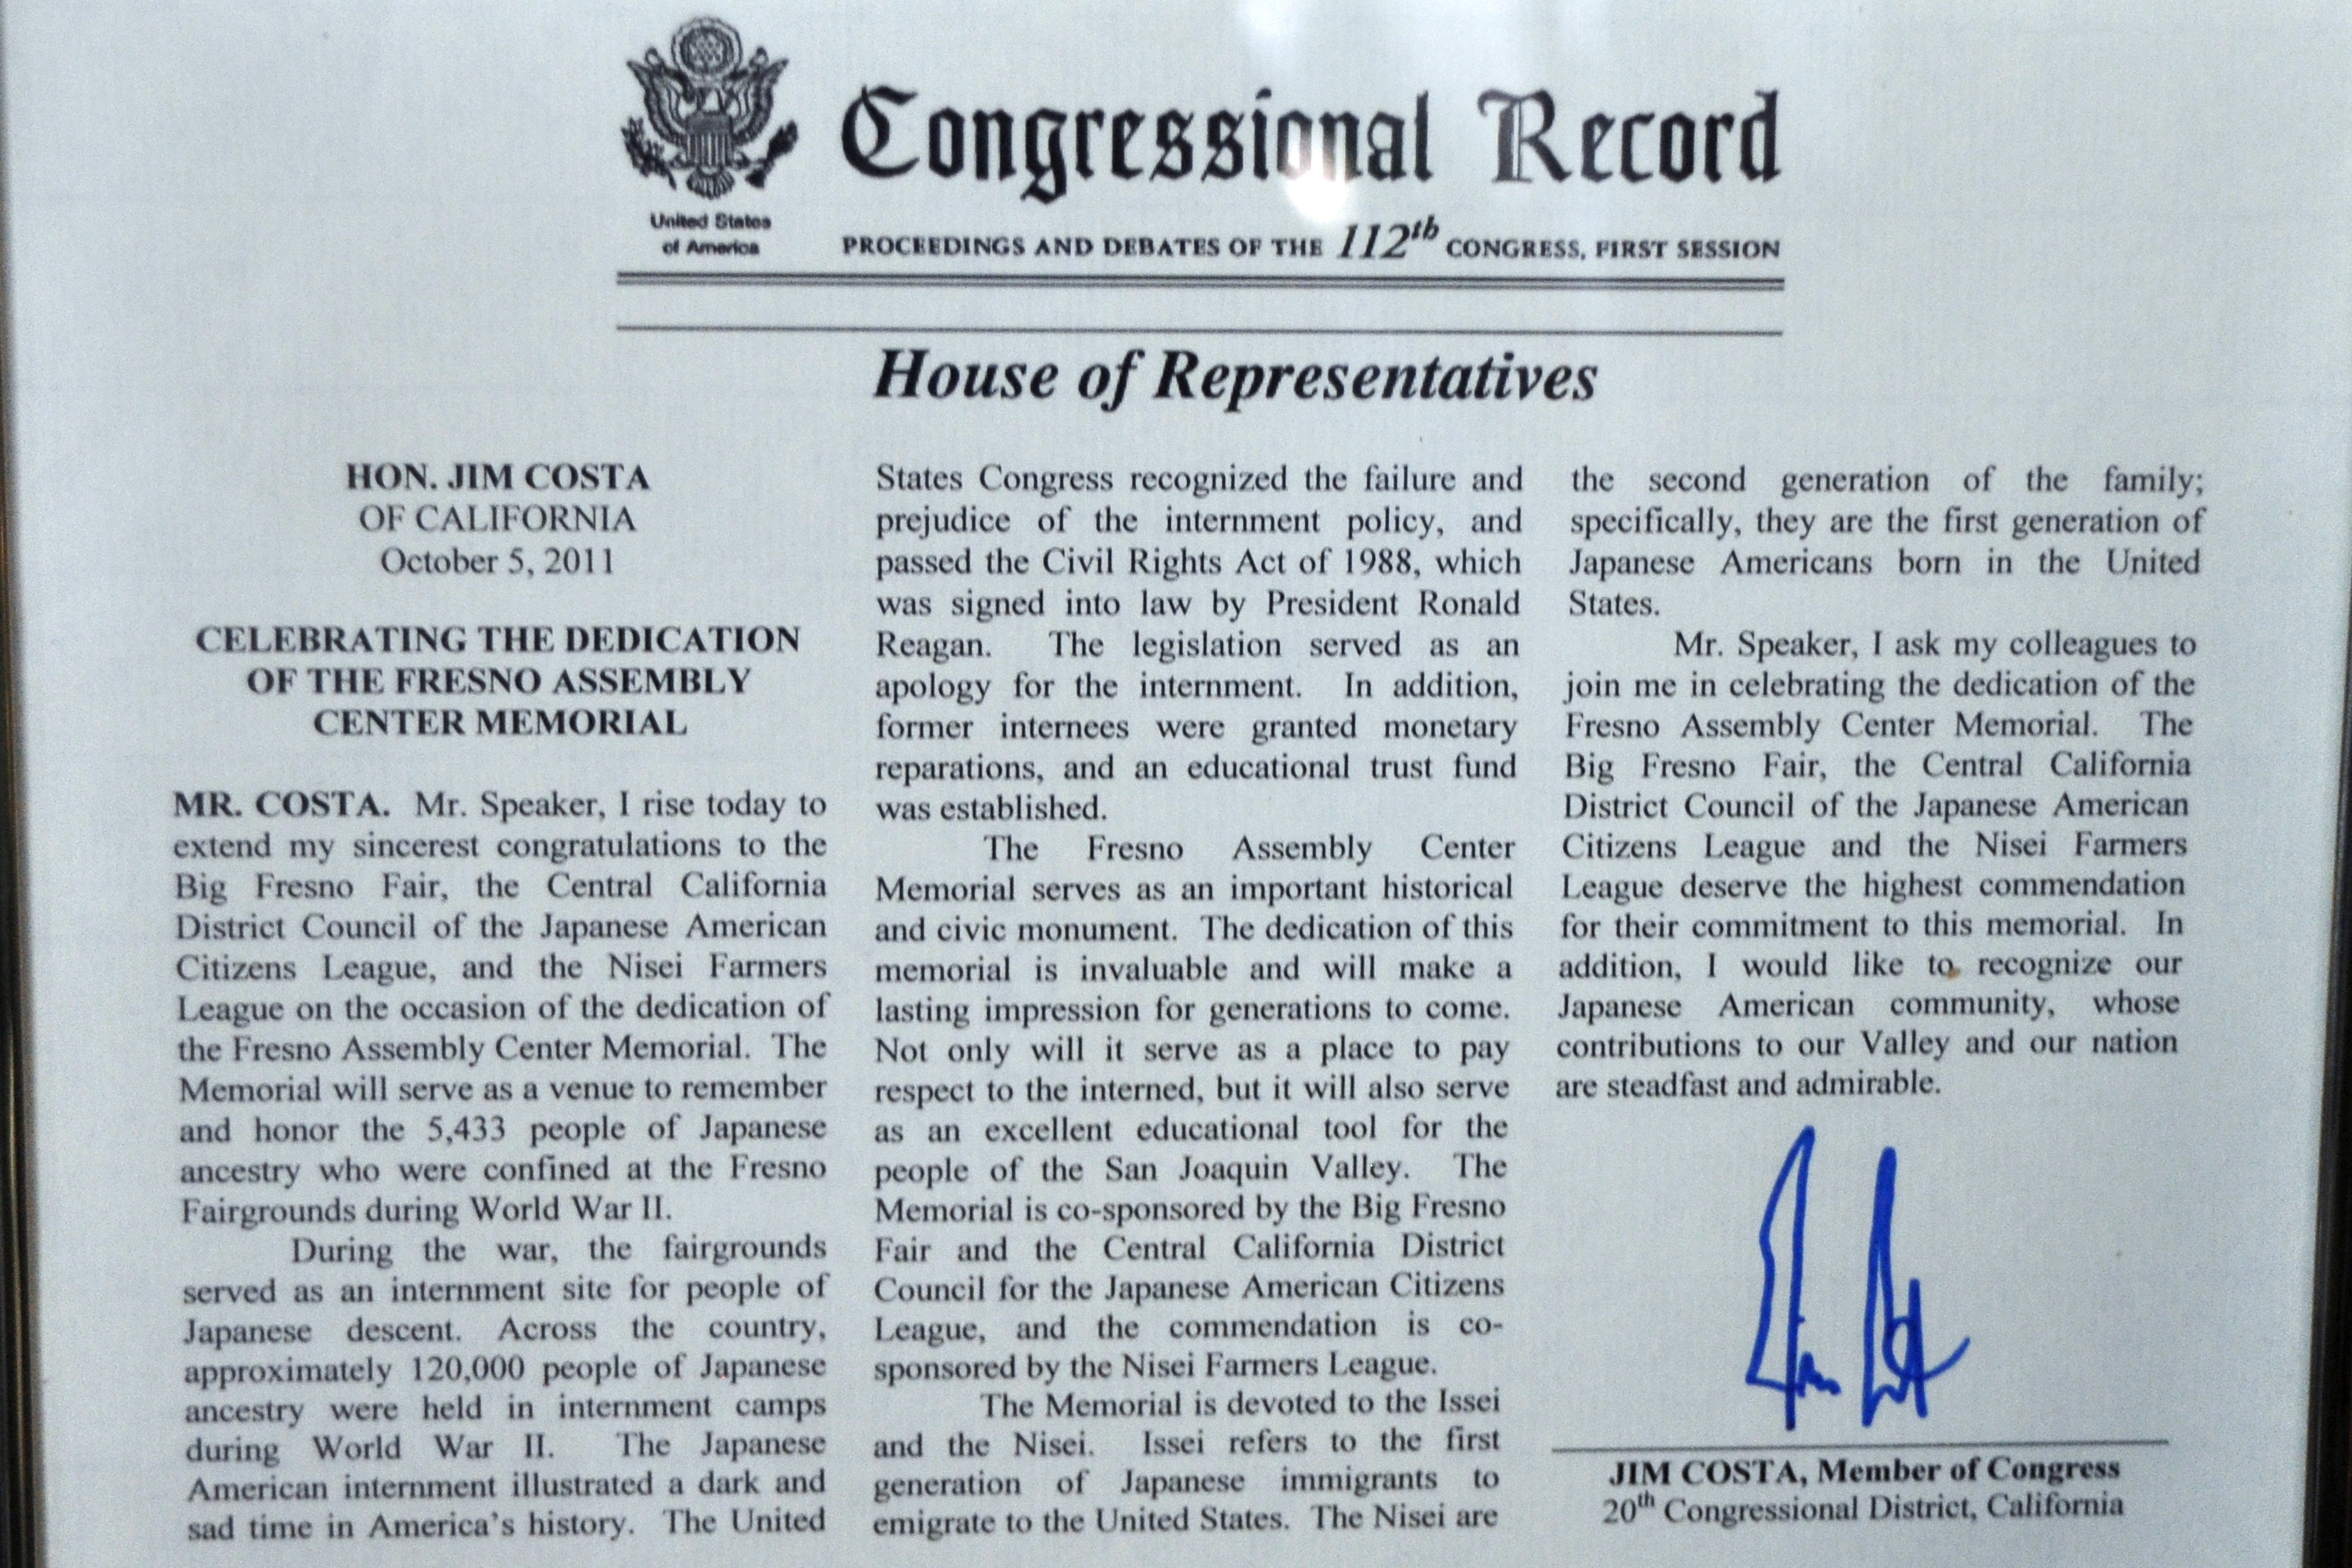 Congressional Record
United States
of America
PROCEEDINGS AND DEBATES OF THE 112th CONGRESS, FIRST SESSION
House of Representatives
HON. JIM COSTA
OF CALIFORNIA
October 5, 2011
CELEBRATING THE DEDICATION
OF THE FRESNO ASSEMBLY
CENTER MEMORIAL
MR. COSTA. Mr. Speaker, I rise today to
extend my sincerest congratulations to the
Big Fresno Fair, the Central California
District Council of the Japanese American
Citizens League, and the Nisei Farmers
League on the occasion of the dedication of
the Fresno Assembly Center Memorial. The
Memorial will serve as a venue to remember
and honor the 5,433 people of Japanese
ancestry who were confined at the Fresno
Fairgrounds during World War II.
During the war, the fairgrounds
served as an internment site for people of
Japanese descent. Across the country,
approximately 120,000 people of Japanese
ancestry were held in internment camps
during World War II. The Japanese
American internment illustrated a dark and
sad time in America's history. The United
States Congress recognized the failure and
prejudice of the internment policy, and
passed the Civil Rights Act of 1988, which
was signed into law by President Ronald
Reagan. The legislation served as an
apology for the internment. In addition,
former internees were granted monetary
reparations, and an educational trust fund
was established.
The Fresno Assembly Center
Memorial serves as an important historical
and civic monument. The dedication of this
memorial is invaluable and will make a
lasting impression for generations to come.
Not only will it serve as a place to pay
respect to the interned, but it will also serve
as an excellent educational tool for the
people of the San Joaquin Valley. The
Memorial is co-sponsored by the Big Fresno
Fair and the Central California District
Council for the Japanese American Citizens
League, and the commendation is co-
sponsored by the Nisei Farmers League.
The Memorial is devoted to the Issei
and the Nisei. Issei refers to the first
generation of Japanese immigrants to
emigrate to the United States. The Nisei are
the second generation of the family;
specifically, they are the first generation of
Japanese Americans born in the United
States.
Mr. Speaker, I ask my colleagues to
join me in celebrating the dedication of the
Fresno Assembly Center Memorial. The
Big Fresno Fair, the Central California
District Council of the Japanese American
Citizens League and the Nisei Farmers
League deserve the highest commendation
for their commitment to this memorial. In
addition, I would like to recognize our
Japanese American community, whose
contributions to our Valley and our nation
are steadfast and admirable.
JIM COSTA, Member of Congress
20th Congressional District, California